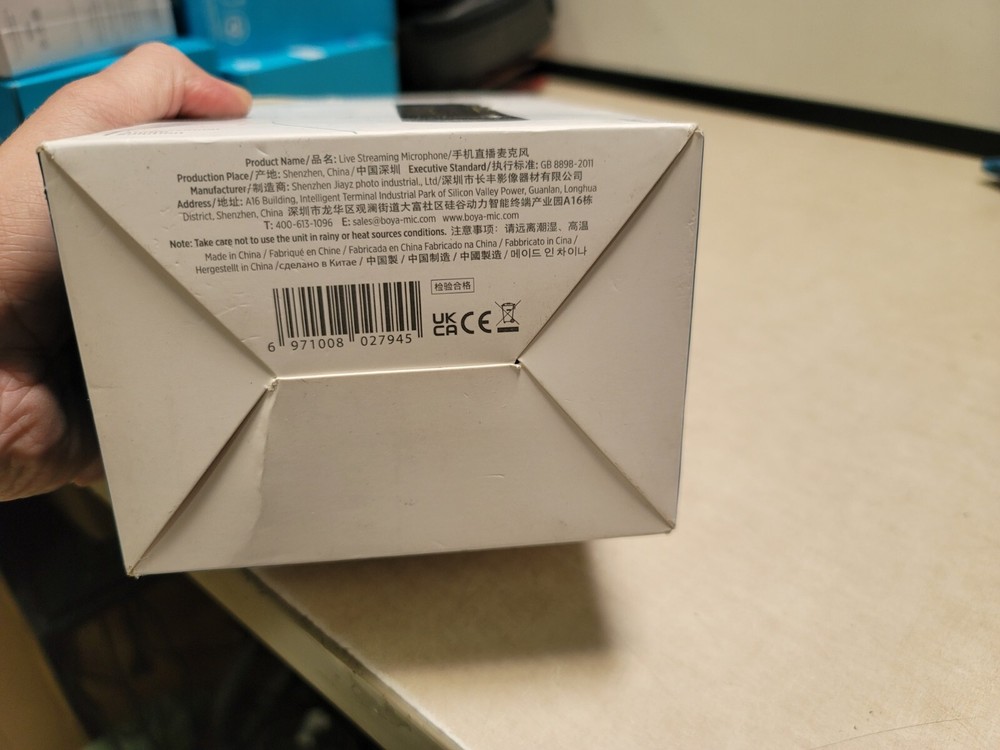 Product Name/品名: Live Streaming Microphone/手机直播麦克风
Production Place/产地: Shenzhen, China/中国深圳 Executive Standard/执行标准: GB 8898-2011
Manufacturer/制造商: Shenzhen Jiayz photo industrial., Ltd/深圳市长丰影像器材有限公司
Address/地址: A16 Building, Intelligent Terminal Industrial Park of Silicon Valley Power, Guanlan, Longhua
District, Shenzhen, China 深圳市龙华区观澜街道大富社区硅谷动力智能终端产业园A16栋
T: 400-613-1096 E: sales@boya-mic.com www.boya-mic.com
Note: Take care not to use the unit in rainy or heat sources conditions. 注意事项: 请远离潮湿、高温
Made in China / Fabriqué en Chine / Fabricada en China Fabricado na China / Fabbricato in Cina /
Hergestellt in China /сделано в Китае / 中国製 / 中国制造 / 中國製造 / 메이드 인 차이나
检验合格
UK CA CE
6 971008 027945